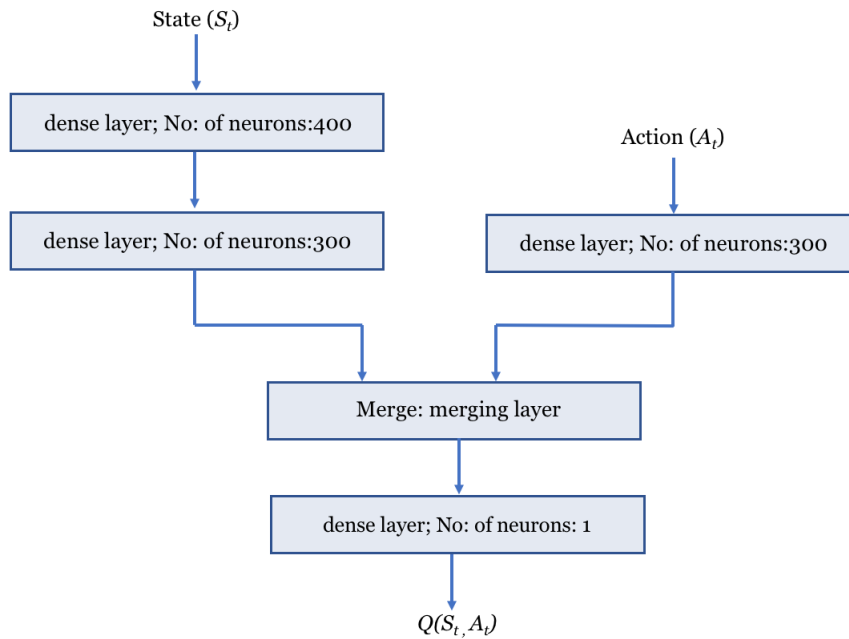 State (Sₜ)
dense layer; No: of neurons:400
Action (Aₜ)
dense layer; No: of neurons:300
dense layer; No: of neurons:300
Merge: merging layer
dense layer; No: of neurons: 1
Q(Sₜ , Aₜ)